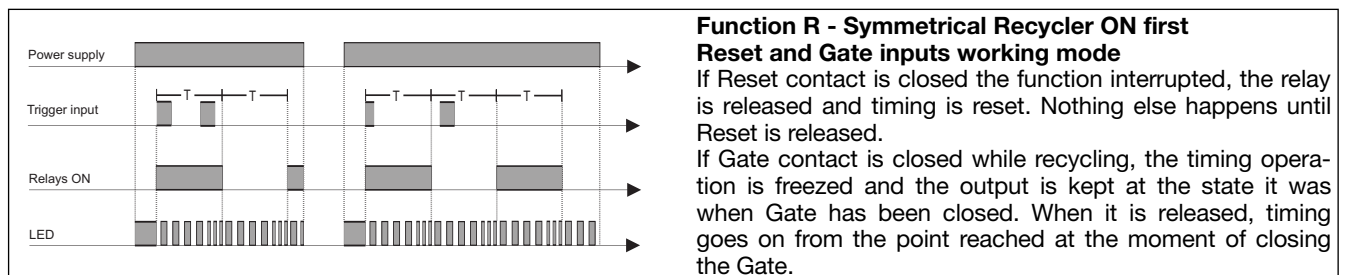 Power supply
Trigger input
T T T T T
Relays ON
LED
Function R - Symmetrical Recycler ON first
Reset and Gate inputs working mode
If Reset contact is closed the function interrupted, the relay
is released and timing is reset. Nothing else happens until
Reset is released.
If Gate contact is closed while recycling, the timing opera-
tion is freezed and the output is kept at the state it was
when Gate has been closed. When it is released, timing
goes on from the point reached at the moment of closing
the Gate.